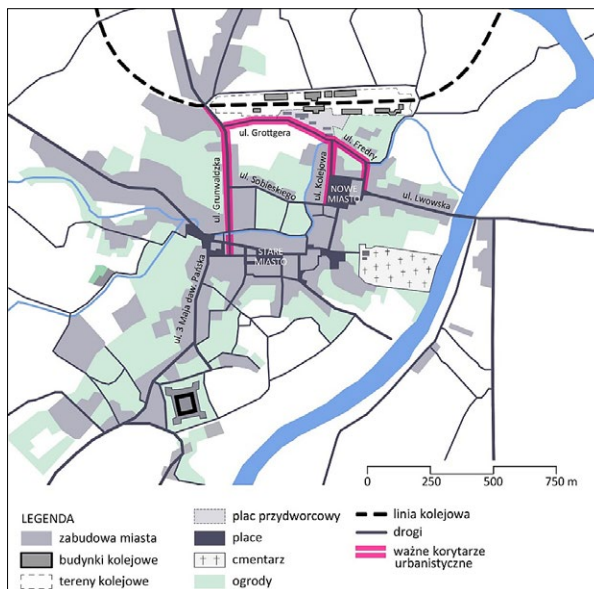 ul. Grottgera
ul. Fredry
ul. Grunwaldzka
ul. Sobieskiego
ul. Kolejowa
NOWE
MIASTO
ul. Lwowska
STARE
MIASTO
ul. 3 Maja daw. Pańska
0 250 500 750 m
LEGENDA
zabudowa miasta
budynki kolejowe
tereny kolejowe
plac przydworcowy
place
cmentarz
ogrody
linia kolejowa
drogi
ważne korytarze
urbanistyczne